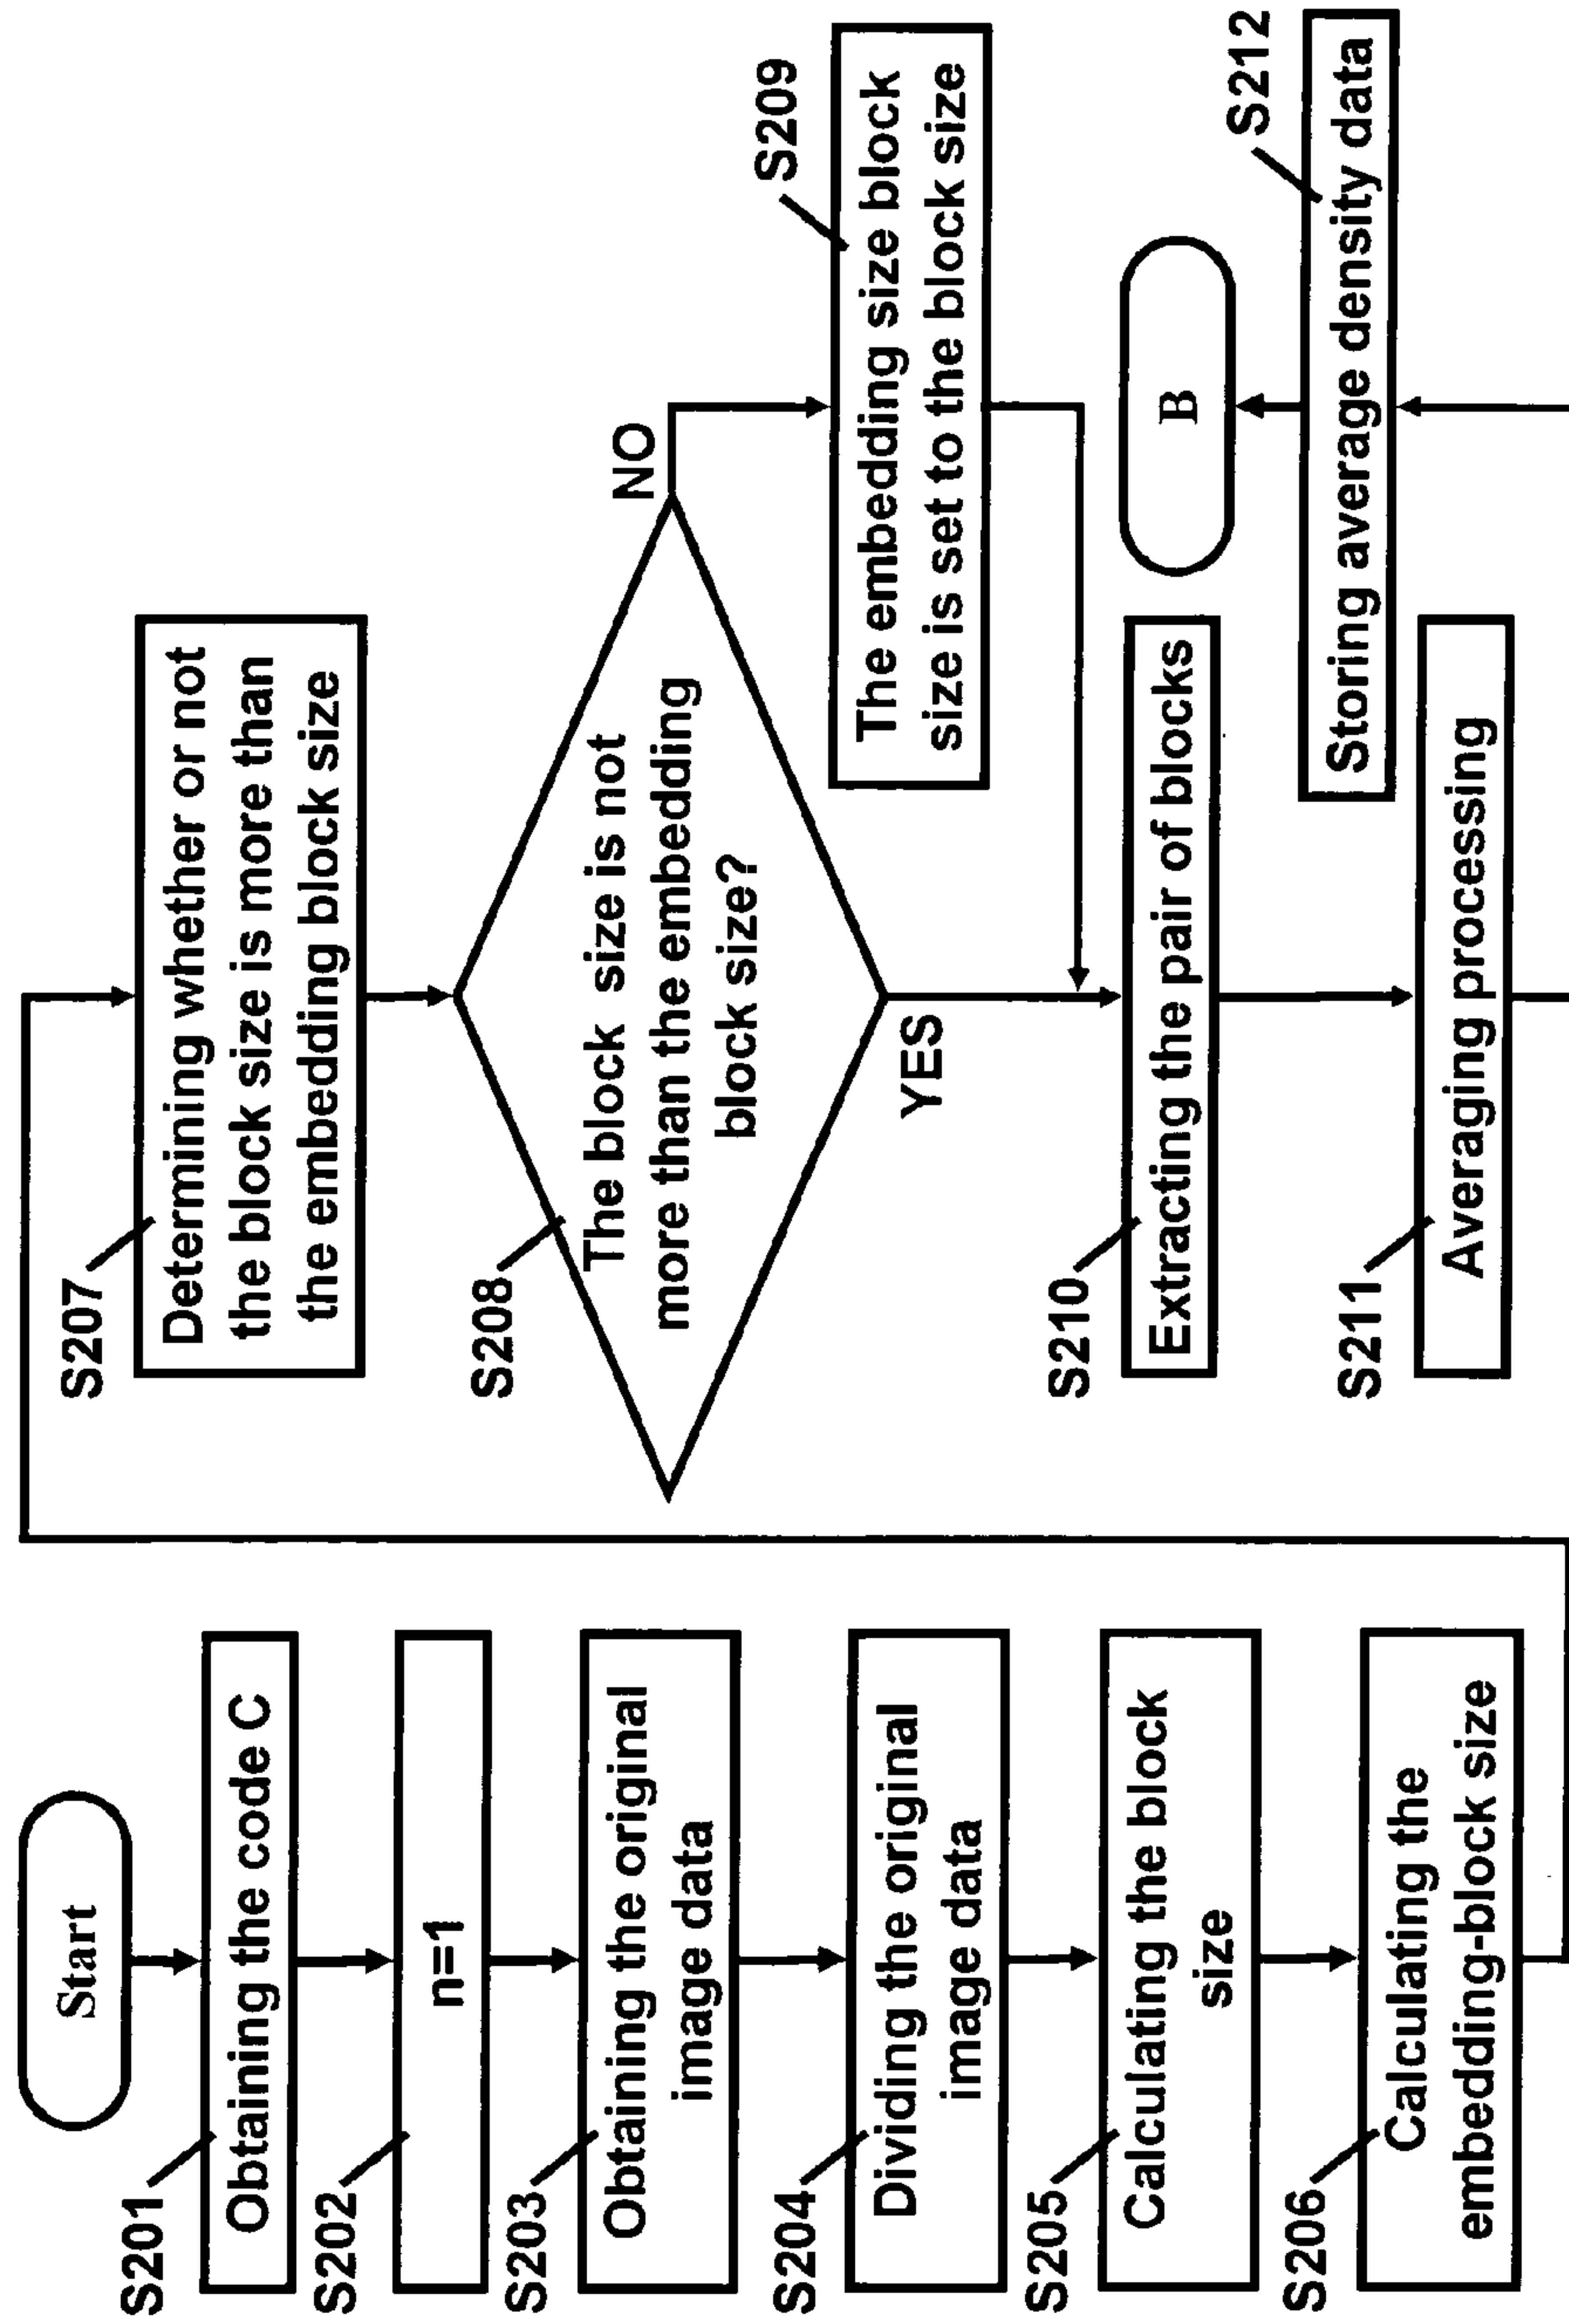 Start
S201
Obtaining the code C
S202
n=1
S203
Obtaining the original
image data
S204
Dividing the original
image data
S205
Calculating the block
size
S206
Calculating the
embedding-block size
S207
Determining whether or not
the block size is more than
the embedding block size
S208
The block size is not
more than the embedding
block size?
NO
YES
S209
The embedding size block
size is set to the block size
S210
Extracting the pair of blocks
S211
Averaging processing
S212
Storing average density data
B